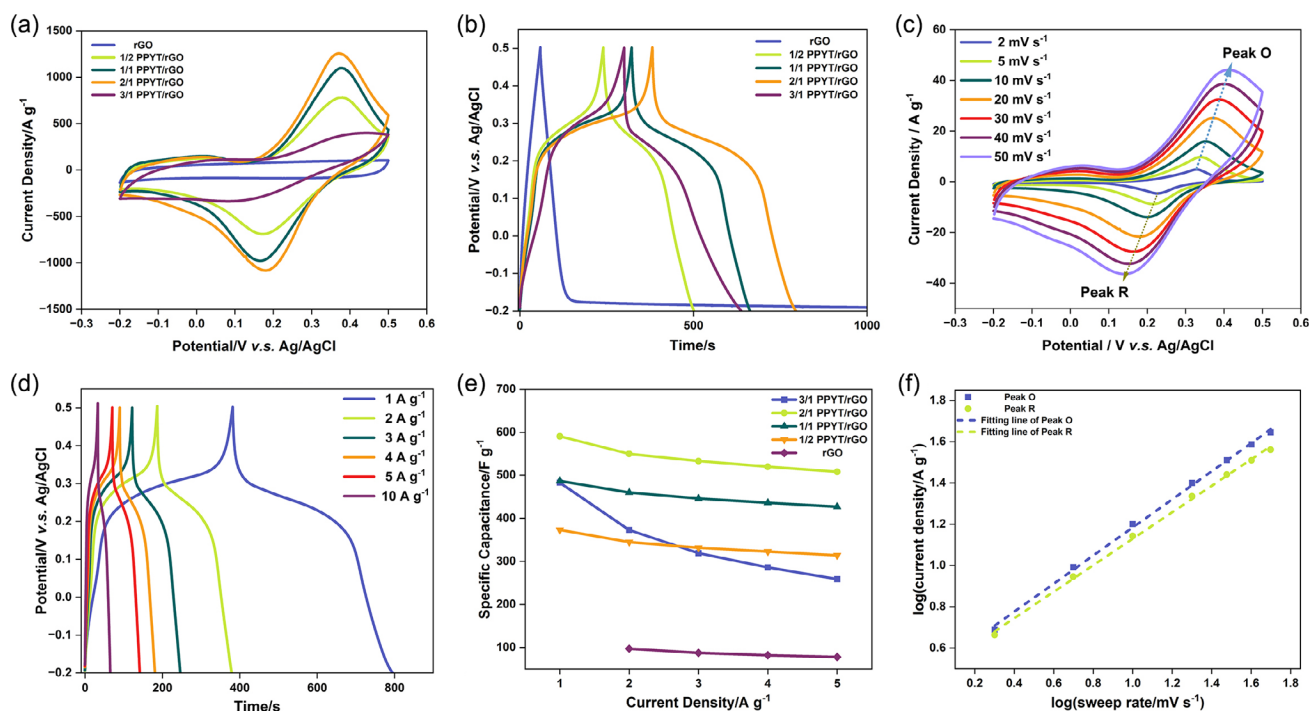 (a)
Current Density/A g⁻¹
1500
1000
500
0
−500
−1000
−1500
rGO
1/2 PPYT/rGO
1/1 PPYT/rGO
2/1 PPYT/rGO
3/1 PPYT/rGO
−0.3 −0.2 −0.1 0.0 0.1 0.2 0.3 0.4 0.5 0.6
Potential/V v.s. Ag/AgCl
(b)
Potential/V v.s. Ag/AgCl
0.5
0.4
0.3
0.2
0.1
0.0
−0.1
−0.2
rGO
1/2 PPYT/rGO
1/1 PPYT/rGO
2/1 PPYT/rGO
3/1 PPYT/rGO
0 500 1000
Time/s
(c)
Current Density / A g⁻¹
60
40
20
0
−20
−40
−60
2 mV s⁻¹
5 mV s⁻¹
10 mV s⁻¹
20 mV s⁻¹
30 mV s⁻¹
40 mV s⁻¹
50 mV s⁻¹
Peak O
Peak R
−0.3 −0.2 −0.1 0.0 0.1 0.2 0.3 0.4 0.5 0.6
Potential / V v.s. Ag/AgCl
(d)
Potential/V v.s. Ag/AgCl
0.5
0.4
0.3
0.2
0.1
0.0
−0.1
−0.2
1 A g⁻¹
2 A g⁻¹
3 A g⁻¹
4 A g⁻¹
5 A g⁻¹
10 A g⁻¹
0 200 400 600 800
Time/s
(e)
Specific Capacitance/F g⁻¹
700
600
500
400
300
200
100
3/1 PPYT/rGO
2/1 PPYT/rGO
1/1 PPYT/rGO
1/2 PPYT/rGO
rGO
1 2 3 4 5
Current Density/A g⁻¹
(f)
log(current density/A g⁻¹)
1.8
1.6
1.4
1.2
1.0
0.8
0.6
Peak O
Peak R
Fitting line of Peak O
Fitting line of Peak R
0.2 0.4 0.6 0.8 1.0 1.2 1.4 1.6 1.8
log(sweep rate/mV s⁻¹)